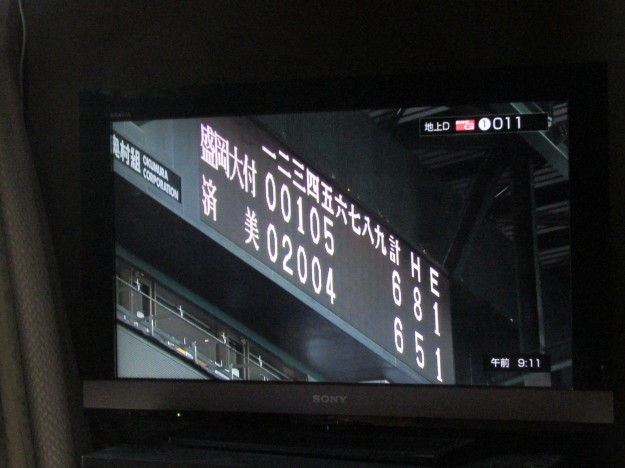 地上D ① 011
奥村組 OKUMURA CORPORATION
一二三四五六七八九計 H E
盛岡大付 00105 6 8 1
済美 02004 6 5 1
午前 9:11
SONY